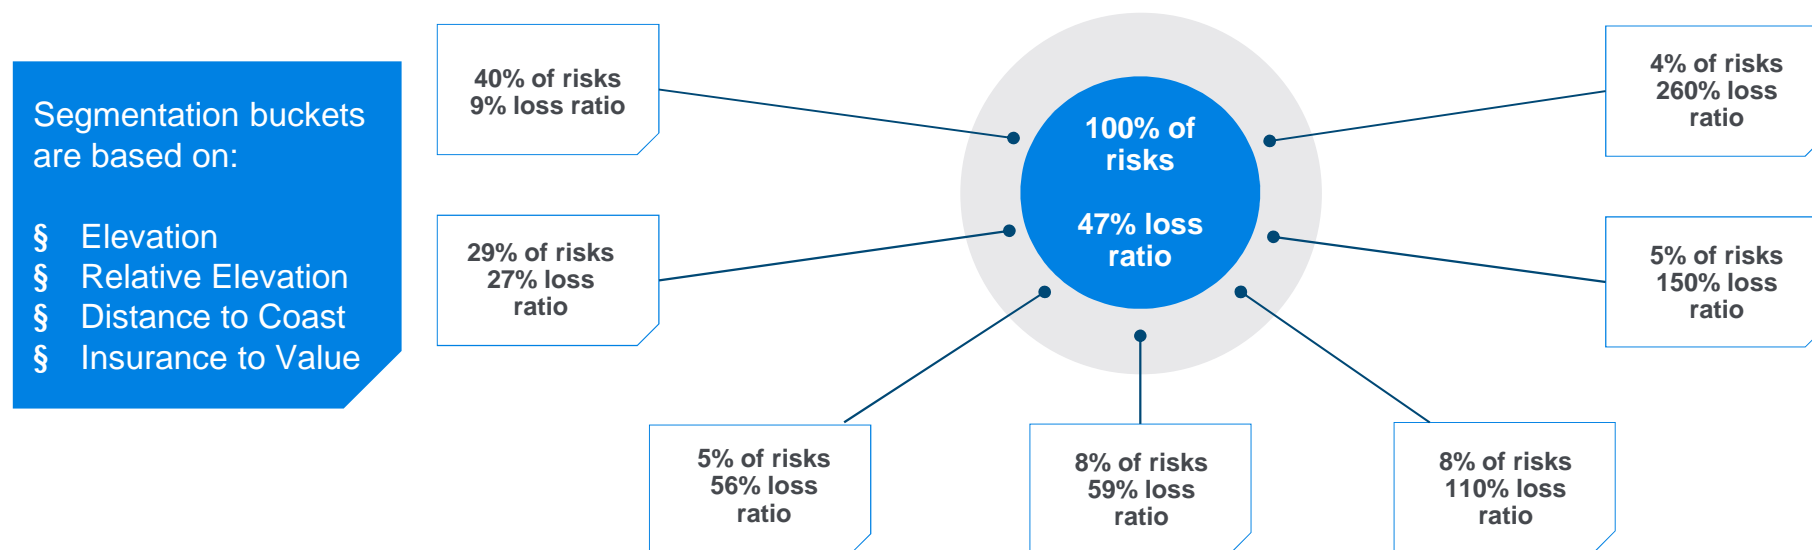 Segmentation buckets
are based on:
§ Elevation
§ Relative Elevation
§ Distance to Coast
§ Insurance to Value
40% of risks
9% loss ratio
29% of risks
27% loss
ratio
5% of risks
56% loss
ratio
100% of
risks
47% loss
ratio
8% of risks
59% loss
ratio
8% of risks
110% loss
ratio
4% of risks
260% loss
ratio
5% of risks
150% loss
ratio